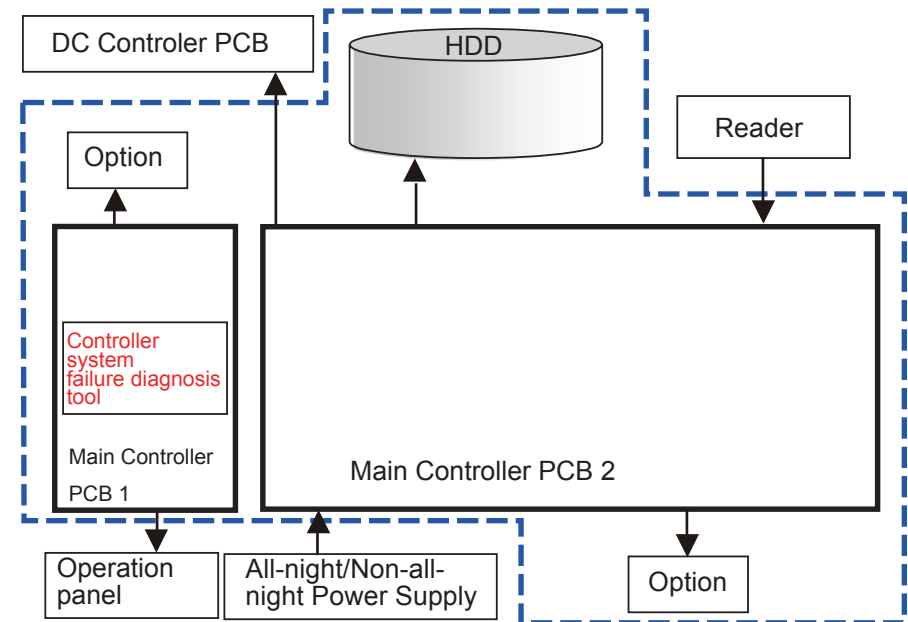 DC Controler PCB
HDD
Reader
Option
Controller
system
failure diagnosis
tool
Main Controller
PCB 1
Main Controller PCB 2
Operation
panel
All-night/Non-all-
night Power Supply
Option